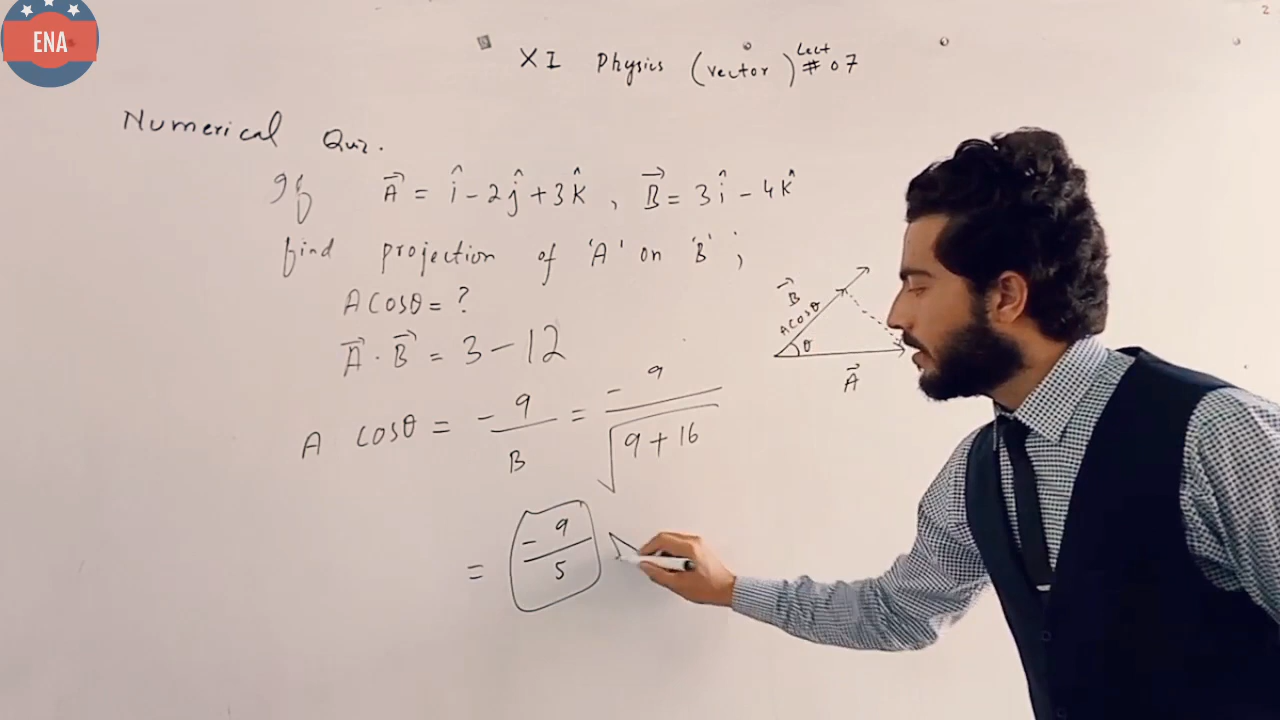 ENA
2
XI Physics (vector) Lect # 07
Numerical Quiz.
If A⃗ = î - 2ĵ + 3k̂ , B⃗ = 3î - 4k̂
find projection of 'A' on 'B' ;
A cosθ = ?
A⃗ . B⃗ = 3 - 12
A cosθ = -9/B = -9/√(9+16)
= -9/5
B⃗
A cosθ
θ
A⃗